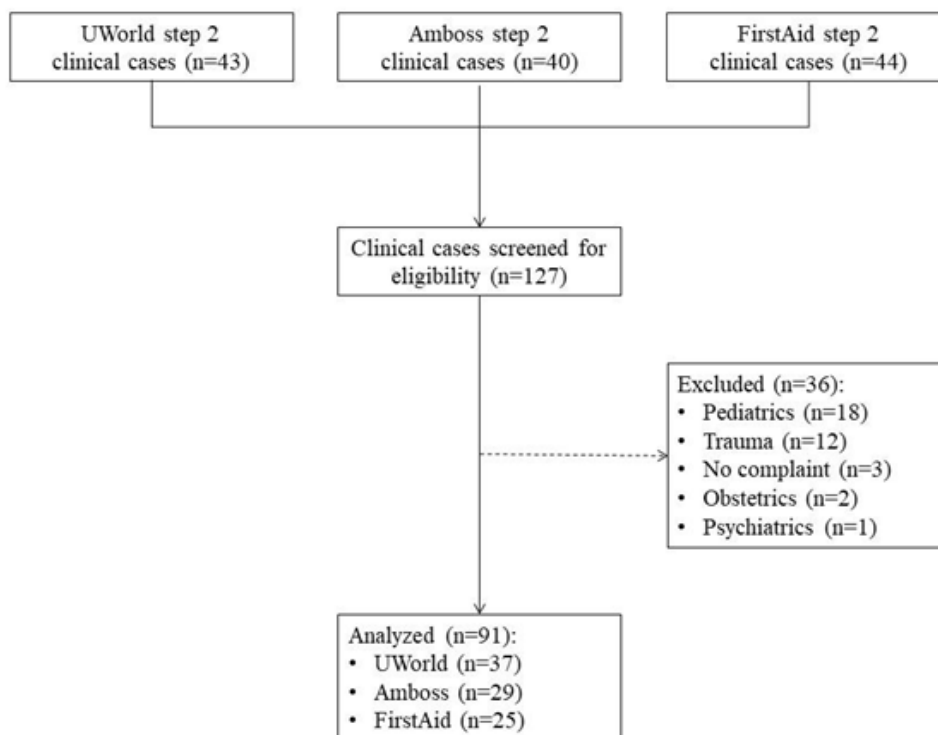 UWorld step 2
clinical cases (n=43)
Amboss step 2
clinical cases (n=40)
FirstAid step 2
clinical cases (n=44)
Clinical cases screened for
eligibility (n=127)
Excluded (n=36):
• Pediatrics (n=18)
• Trauma (n=12)
• No complaint (n=3)
• Obstetrics (n=2)
• Psychiatrics (n=1)
Analyzed (n=91):
• UWorld (n=37)
• Amboss (n=29)
• FirstAid (n=25)